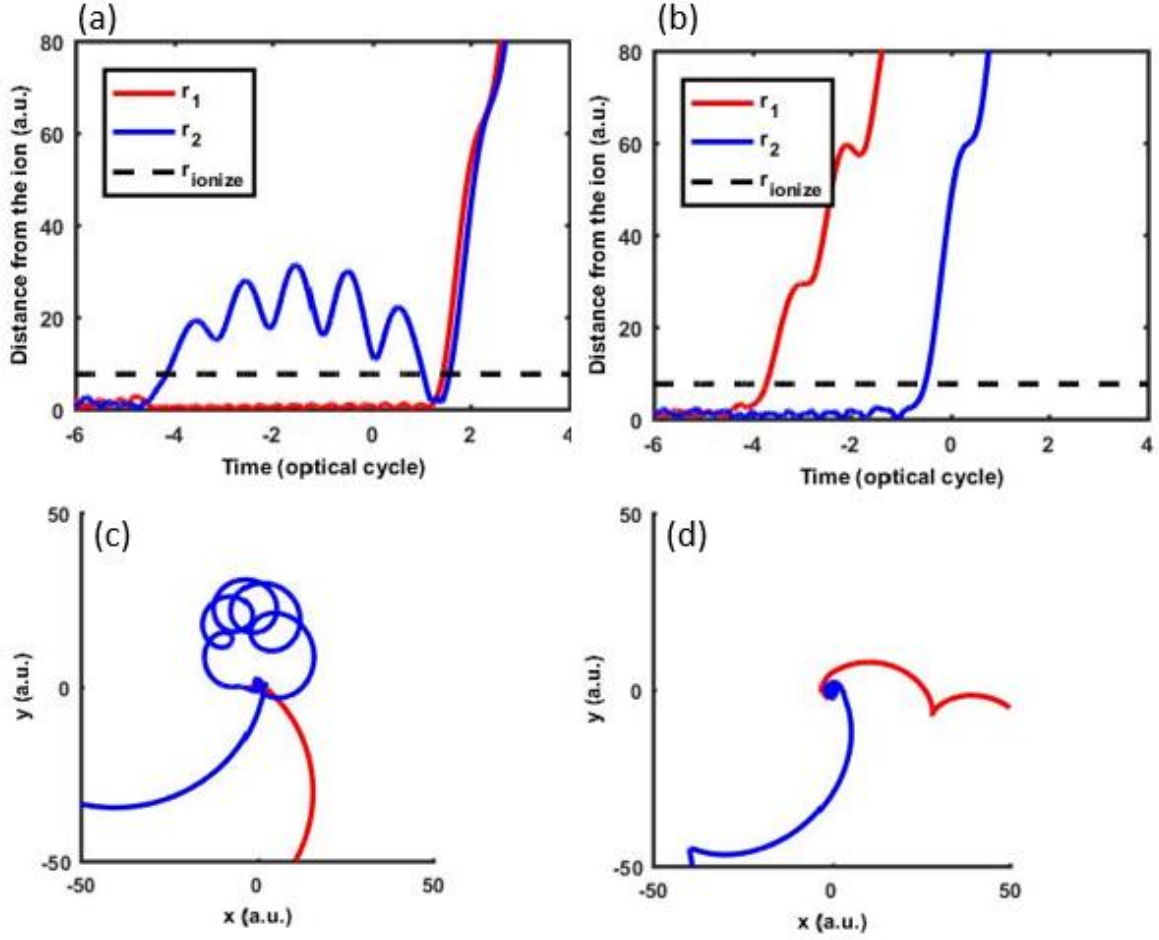 (a)
80
60
40
20
0
Distance from the ion (a.u.)
r1
r2
rionize
-6 -4 -2 0 2 4
Time (optical cycle)
(b)
80
60
40
20
0
Distance from the ion (a.u.)
r1
r2
rionize
-6 -4 -2 0 2 4
Time (optical cycle)
(c)
50
0
-50
y (a.u.)
-50 0 50
x (a.u.)
(d)
50
0
-50
y (a.u.)
-50 0 50
x (a.u.)